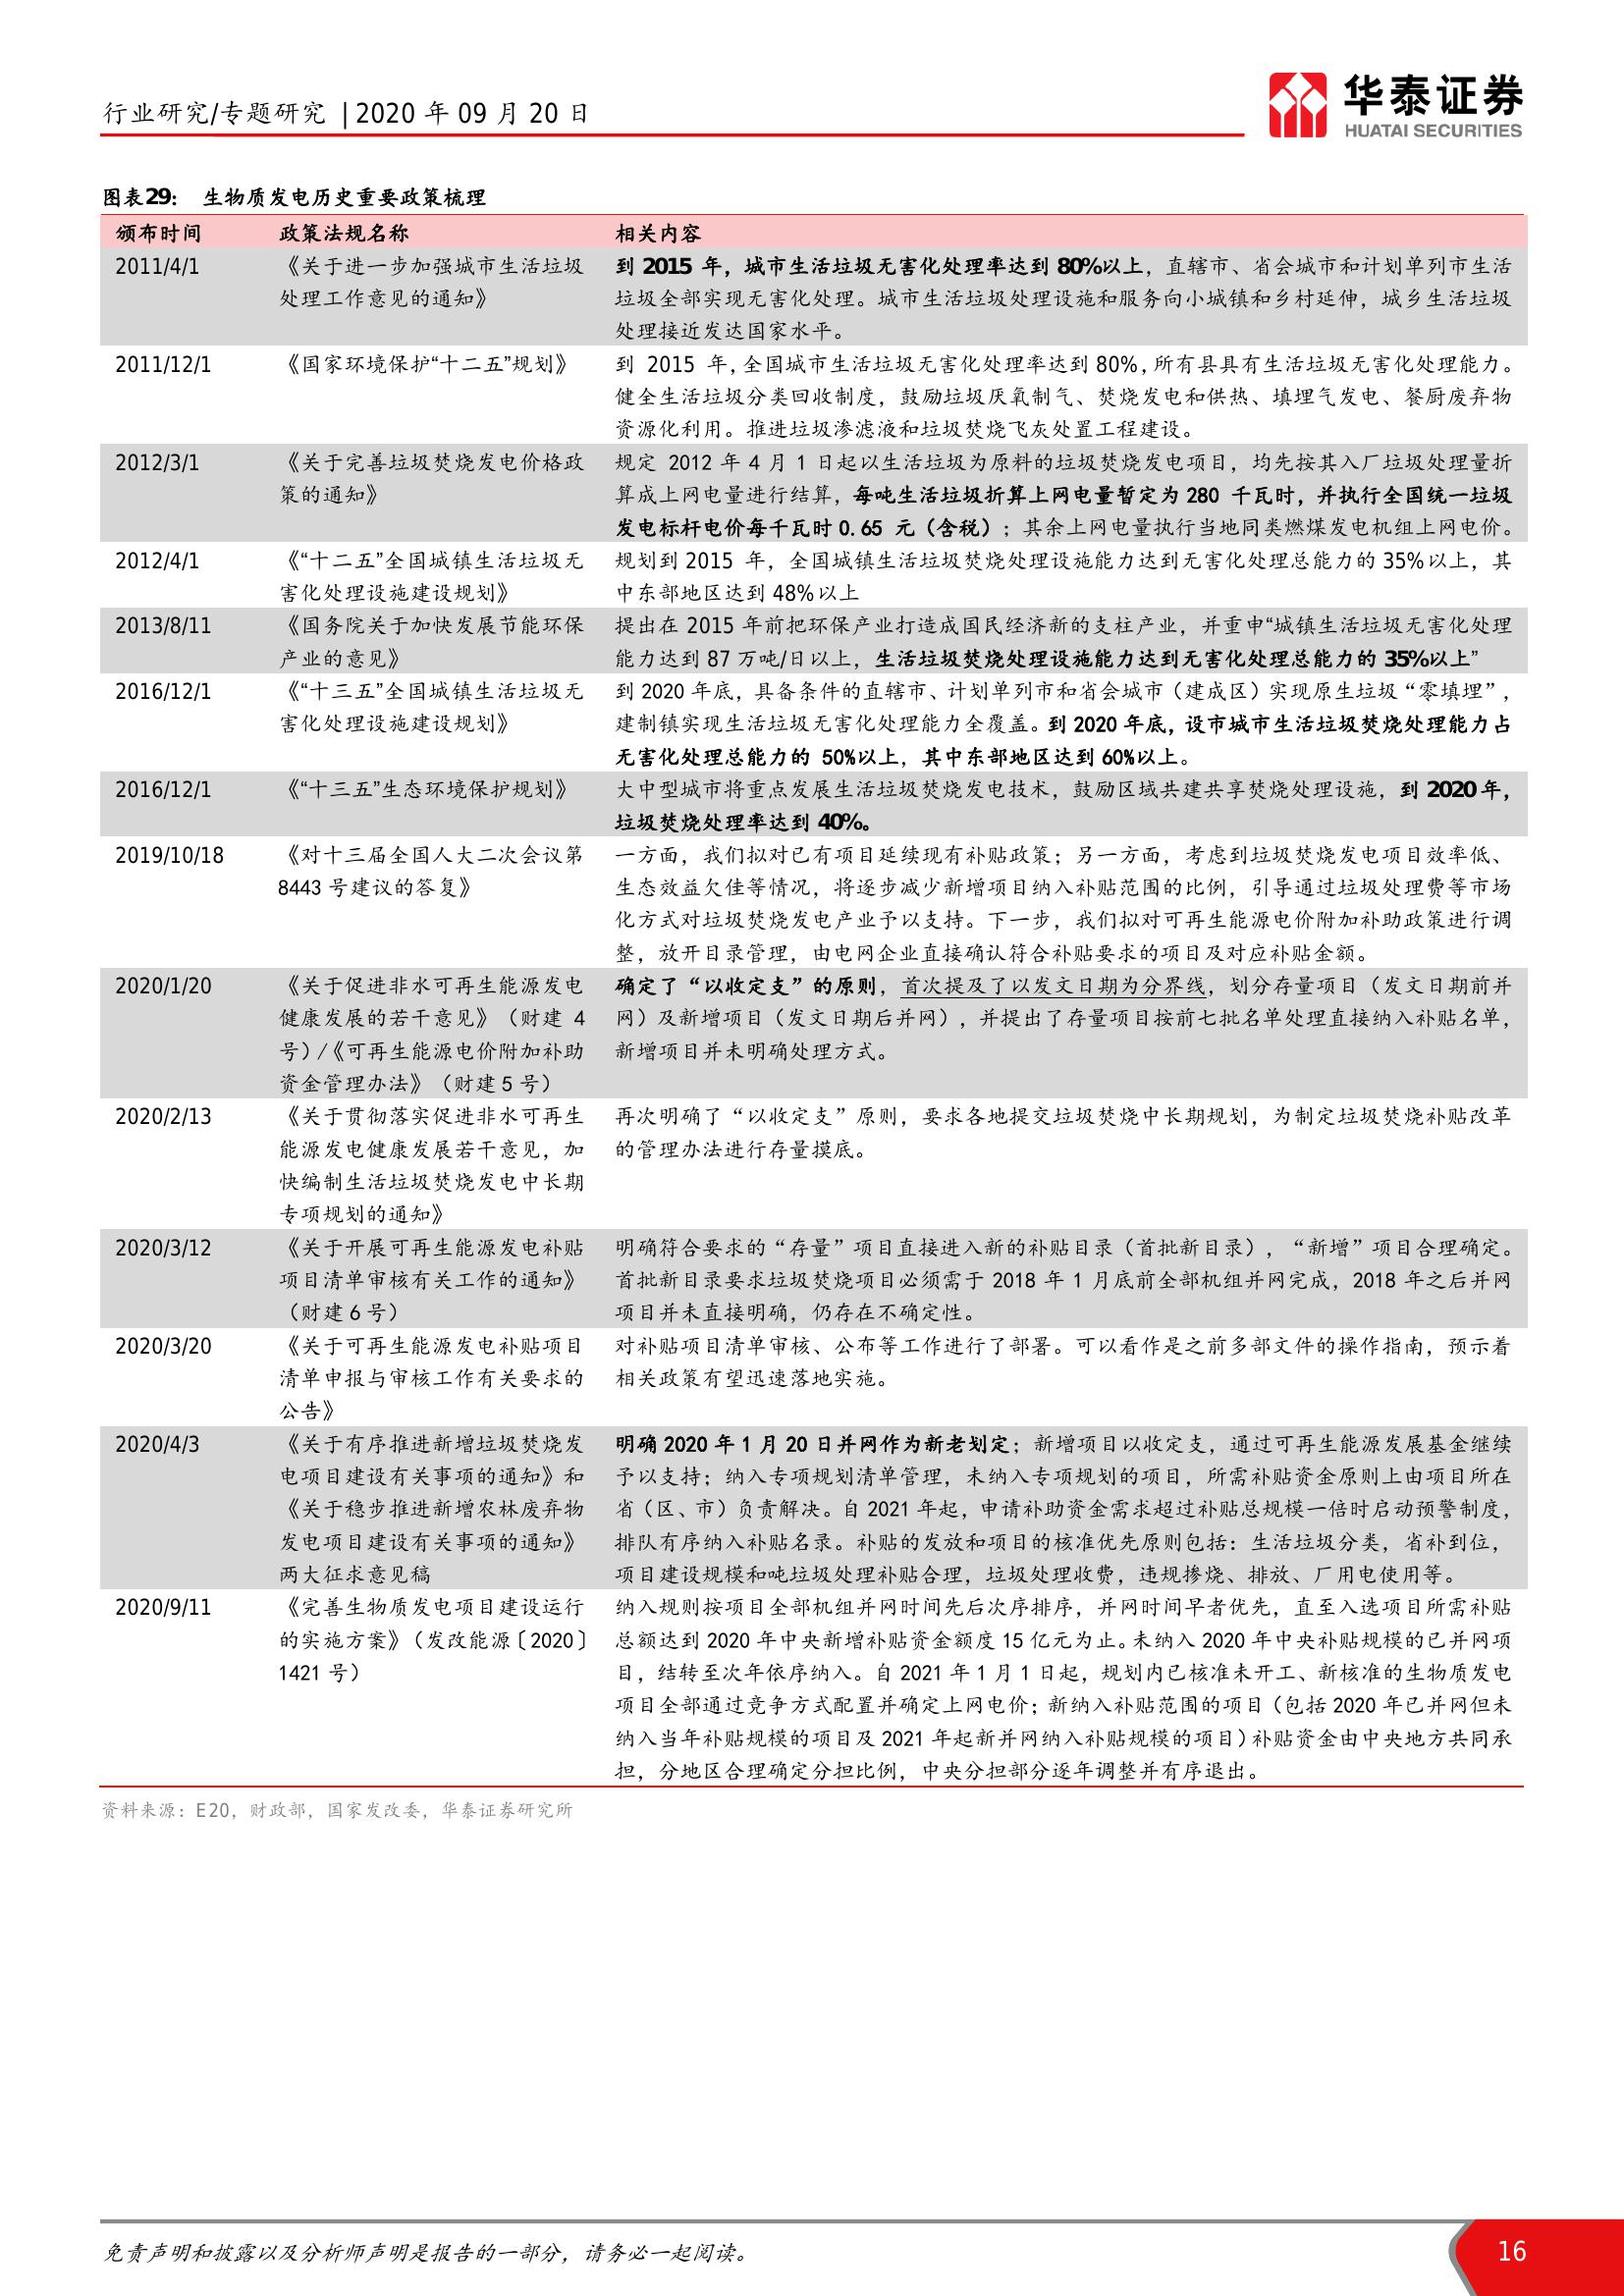 行业研究/专题研究 | 2020 年 09 月 20 日
华泰证券
HUATAI SECURITIES
图表29： 生物质发电历史重要政策梳理
颁布时间 政策法规名称 相关内容
2011/4/1 《关于进一步加强城市生活垃圾 到 2015 年，城市生活垃圾无害化处理率达到 80%以上，直辖市、省会城市和计划单列市生活
处理工作意见的通知》 垃圾全部实现无害化处理。城市生活垃圾处理设施和服务向小城镇和乡村延伸，城乡生活垃圾
处理接近发达国家水平。
2011/12/1 《国家环境保护“十二五”规划》 到 2015 年，全国城市生活垃圾无害化处理率达到 80%，所有县具有生活垃圾无害化处理能力。
健全生活垃圾分类回收制度，鼓励垃圾厌氧制气、焚烧发电和供热、填埋气发电、餐厨废弃物
资源化利用。推进垃圾渗滤液和垃圾焚烧飞灰处置工程建设。
2012/3/1 《关于完善垃圾焚烧发电价格政 规定 2012 年 4 月 1 日起以生活垃圾为原料的垃圾焚烧发电项目，均先按其入厂垃圾处理量折
策的通知》 算成上网电量进行结算，每吨生活垃圾折算上网电量暂定为 280 千瓦时，并执行全国统一垃圾
发电标杆电价每千瓦时 0.65 元（含税）；其余上网电量执行当地同类燃煤发电机组上网电价。
2012/4/1 《“十二五”全国城镇生活垃圾无 规划到 2015 年，全国城镇生活垃圾焚烧处理设施能力达到无害化处理总能力的 35%以上，其
害化处理设施建设规划》 中东部地区达到 48%以上
2013/8/11 《国务院关于加快发展节能环保 提出在 2015 年前把环保产业打造成国民经济新的支柱产业，并重申“城镇生活垃圾无害化处理
产业的意见》 能力达到 87 万吨/日以上，生活垃圾焚烧处理设施能力达到无害化处理总能力的 35%以上”
2016/12/1 《“十三五”全国城镇生活垃圾无 到 2020 年底，具备条件的直辖市、计划单列市和省会城市（建成区）实现原生垃圾“零填埋”，
害化处理设施建设规划》 建制镇实现生活垃圾无害化处理能力全覆盖。到 2020 年底，设市城市生活垃圾焚烧处理能力占
无害化处理总能力的 50%以上，其中东部地区达到 60%以上。
2016/12/1 《“十三五”生态环境保护规划》 大中型城市将重点发展生活垃圾焚烧发电技术，鼓励区域共建共享焚烧处理设施，到 2020 年，
垃圾焚烧处理率达到 40%。
2019/10/18 《对十三届全国人大二次会议第 一方面，我们拟对已有项目延续现有补贴政策；另一方面，考虑到垃圾焚烧发电项目效率低、
8443 号建议的答复》 生态效益欠佳等情况，将逐步减少新增项目纳入补贴范围的比例，引导通过垃圾处理费等市场
化方式对垃圾焚烧发电产业予以支持。下一步，我们拟对可再生能源电价附加补助政策进行调
整，放开目录管理，由电网企业直接确认符合补贴要求的项目及对应补贴金额。
2020/1/20 《关于促进非水可再生能源发电 确定了“以收定支”的原则，首次提及了以发文日期为分界线，划分存量项目（发文日期前并
健康发展的若干意见》（财建 4 网）及新增项目（发文日期后并网），并提出了存量项目按前七批名单处理直接纳入补贴名单，
号）/《可再生能源电价附加补助 新增项目并未明确处理方式。
资金管理办法》（财建 5 号）
2020/2/13 《关于贯彻落实促进非水可再生 再次明确了“以收定支”原则，要求各地提交垃圾焚烧中长期规划，为制定垃圾焚烧补贴改革
能源发电健康发展若干意见，加 的管理办法进行存量摸底。
快编制生活垃圾焚烧发电中长期
专项规划的通知》
2020/3/12 《关于开展可再生能源发电补贴 明确符合要求的“存量”项目直接进入新的补贴目录（首批新目录），“新增”项目合理确定。
项目清单审核有关工作的通知》 首批新目录要求垃圾焚烧项目必须需于 2018 年 1 月底前全部机组并网完成，2018 年之后并网
（财建 6 号） 项目并未直接明确，仍存在不确定性。
2020/3/20 《关于可再生能源发电补贴项目 对补贴项目清单审核、公布等工作进行了部署。可以看作是之前多部文件的操作指南，预示着
清单申报与审核工作有关要求的 相关政策有望迅速落地实施。
公告》
2020/4/3 《关于有序推进新增垃圾焚烧发 明确 2020 年 1 月 20 日并网作为新老划定；新增项目以收定支，通过可再生能源发展基金继续
电项目建设有关事项的通知》和 予以支持；纳入专项规划清单管理，未纳入专项规划的项目，所需补贴资金原则上由项目所在
《关于稳步推进新增农林废弃物 省（区、市）负责解决。自 2021 年起，申请补助资金需求超过补贴总规模一倍时启动预警制度，
发电项目建设有关事项的通知》 排队有序纳入补贴名录。补贴的发放和项目的核准优先原则包括：生活垃圾分类，省补到位，
两大征求意见稿 项目建设规模和吨垃圾处理补贴合理，垃圾处理收费，违规掺烧、排放、厂用电使用等。
2020/9/11 《完善生物质发电项目建设运行 纳入规则按项目全部机组并网时间先后次序排序，并网时间早者优先，直至入选项目所需补贴
的实施方案》（发改能源〔2020〕 总额达到 2020 年中央新增补贴资金额度 15 亿元为止。未纳入 2020 年中央补贴规模的已并网项
1421 号） 目，结转至次年依序纳入。自 2021 年 1 月 1 日起，规划内已核准未开工、新核准的生物质发电
项目全部通过竞争方式配置并确定上网电价；新纳入补贴范围的项目（包括 2020 年已并网但未
纳入当年补贴规模的项目及 2021 年起新并网纳入补贴规模的项目）补贴资金由中央地方共同承
担，分地区合理确定分担比例，中央分担部分逐年调整并有序退出。
资料来源：E20，财政部，国家发改委，华泰证券研究所
免责声明和披露以及分析师声明是报告的一部分，请务必一起阅读。
16